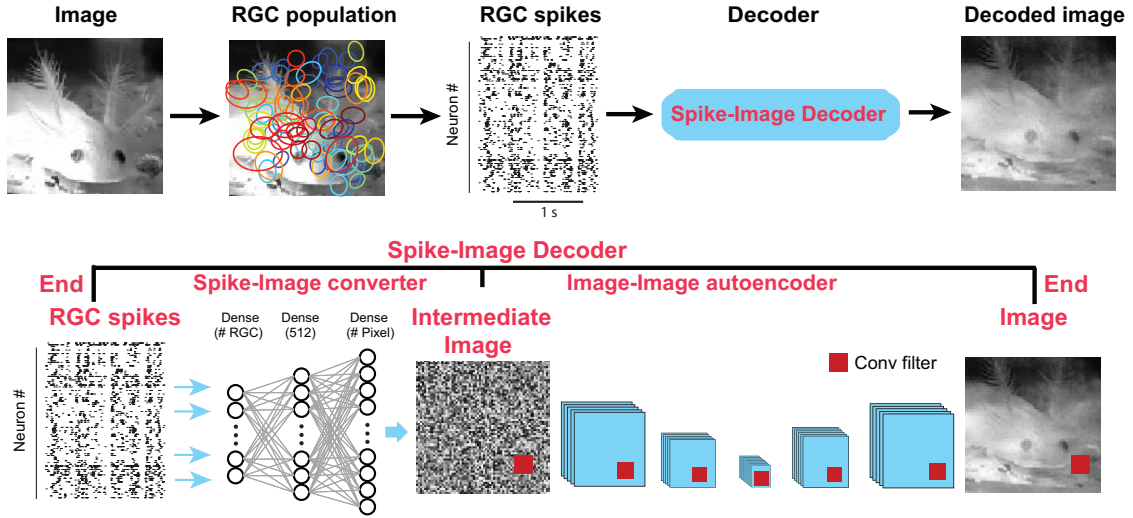 Image
RGC population
RGC spikes
Decoder
Decoded image
Neuron #
Spike-Image Decoder
1 s
Spike-Image Decoder
End
Spike-Image converter
Image-Image autoencoder
End
RGC spikes
Dense
(# RGC)
Dense
(512)
Dense
(# Pixel)
Intermediate
Image
Image
Conv filter
Neuron #